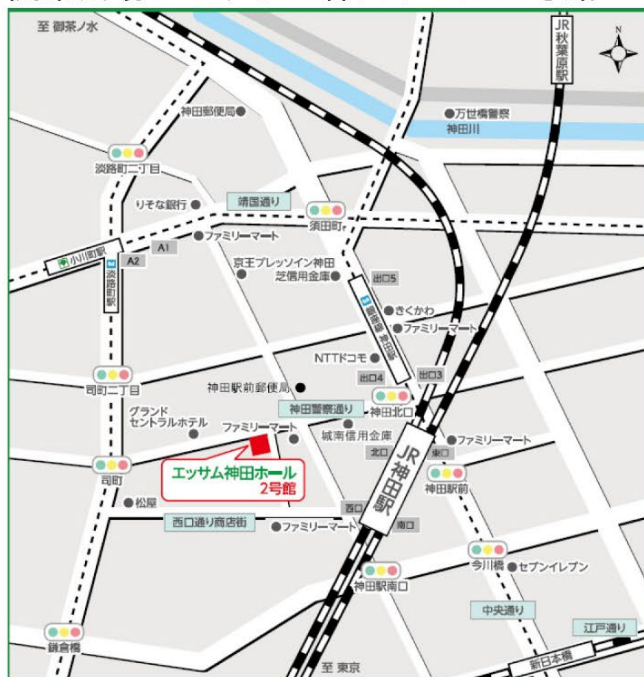 至 御茶ノ水
JR秋葉原駅
N
神田郵便局
万世橋警察
神田川
淡路町二丁目
りそな銀行
靖国通り
須田町
ファミリーマート
小川町駅
A1
A2
淡路町駅
京王プレッソイン神田
芝信用金庫
出口5
きくかわ
ファミリーマート
NTTドコモ
出口4
出口3
司町二丁目
神田駅前郵便局
神田警察通り
神田北口
グランド
セントラルホテル
ファミリーマート
城南信用金庫
北口
東口
ファミリーマート
JR神田駅
神田駅前
司町
エッサム神田ホール
2号館
松屋
西口
西口通り商店街
ファミリーマート
南口
今川橋
セブンイレブン
神田駅南口
中央通り
江戸通り
鎌倉橋
新日本橋
至 東京